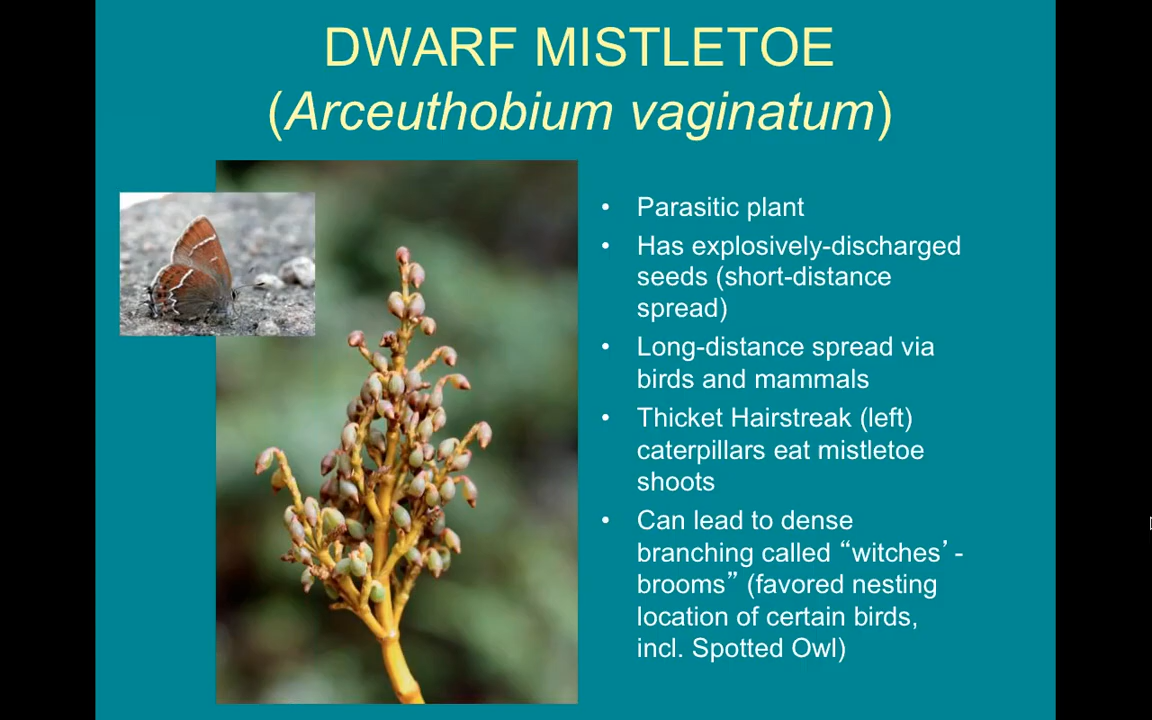 DWARF MISTLETOE
(Arceuthobium vaginatum)
• Parasitic plant
• Has explosively-discharged
seeds (short-distance
spread)
• Long-distance spread via
birds and mammals
• Thicket Hairstreak (left)
caterpillars eat mistletoe
shoots
• Can lead to dense
branching called “witches’ -
brooms” (favored nesting
location of certain birds,
incl. Spotted Owl)